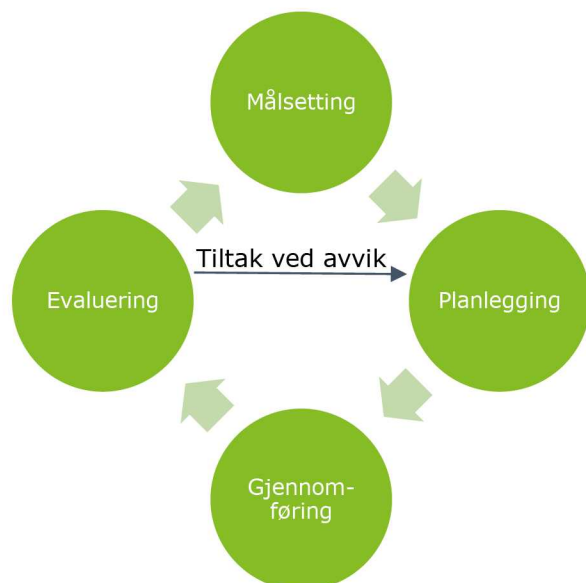 Målsetting
Tiltak ved avvik
Evaluering
Planlegging
Gjennom-
føring